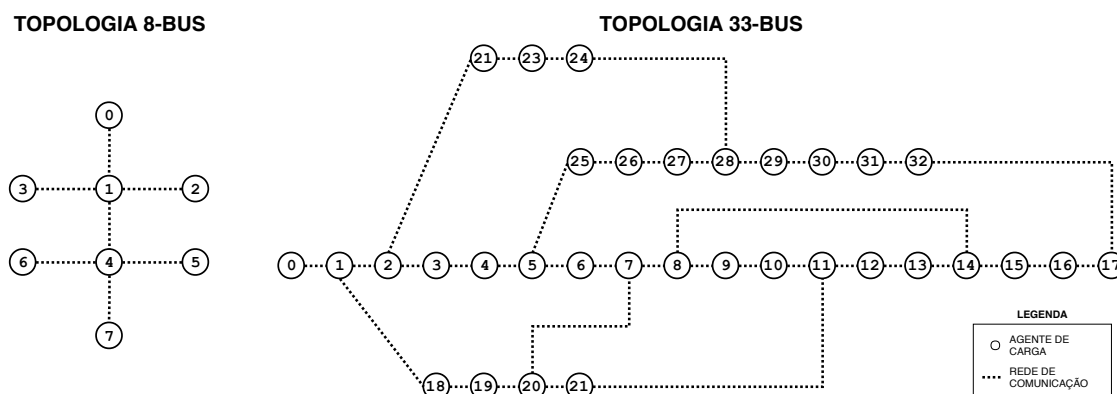 TOPOLOGIA 8-BUS
TOPOLOGIA 33-BUS
21 23 24
0
25 26 27 28 29 30 31 32
3 1 2
6 4 5
0 1 2 3 4 5 6 7 8 9 10 11 12 13 14 15 16 17
7
18 19 20 21
LEGENDA
AGENTE DE
CARGA
REDE DE
COMUNICAÇÃO